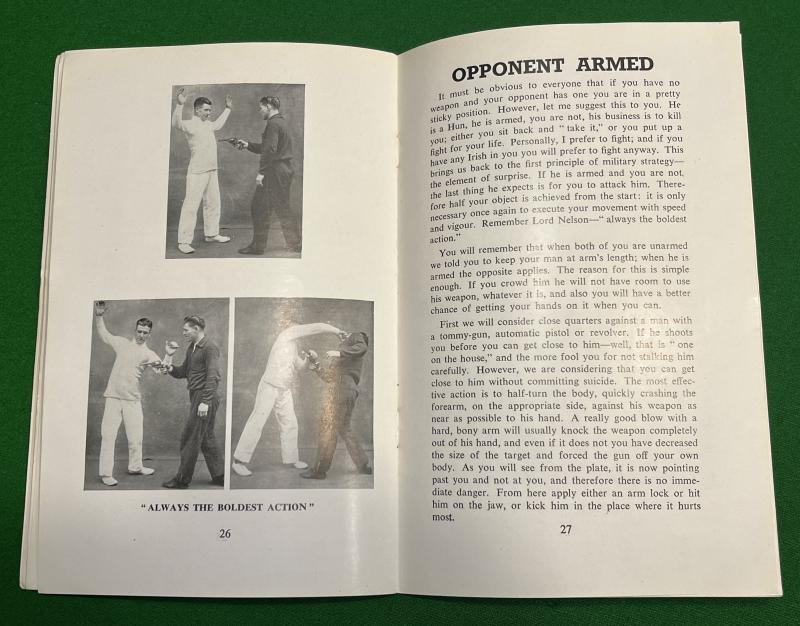 "ALWAYS THE BOLDEST ACTION"
26
OPPONENT ARMED
It must be obvious to everyone that if you have no
weapon and your opponent has one you are in a pretty
sticky position. However, let me suggest this to you. He
is a Hun, he is armed, you are not, his business is to kill
you; either you sit back and "take it," or you put up a
fight for your life. Personally, I prefer to fight; and if you
have any Irish in you you will prefer to fight anyway. This
brings us back to the first principle of military strategy—
the element of surprise. If he is armed and you are not,
the last thing he expects is for you to attack him. There-
fore half your object is achieved from the start: it is only
necessary once again to execute your movement with speed
and vigour. Remember Lord Nelson—"always the boldest
action."
You will remember that when both of you are unarmed
we told you to keep your man at arm's length; when he is
armed the opposite applies. The reason for this is simple
enough. If you crowd him he will not have room to use
his weapon, whatever it is, and also you will have a better
chance of getting your hands on it when you can.
First we will consider close quarters against a man with
a tommy-gun, automatic pistol or revolver. If he shoots
you before you can get close to him—well, that is "one
on the house," and the more fool you for not stalking him
carefully. However, we are considering that you can get
close to him without committing suicide. The most effec-
tive action is to half-turn the body, quickly crashing the
forearm, on the appropriate side, against his weapon as
near as possible to his hand. A really good blow with a
hard, bony arm will usually knock the weapon completely
out of his hand, and even if it does not you have decreased
the size of the target and forced the gun off your own
body. As you will see from the plate, it is now pointing
past you and not at you, and therefore there is no imme-
diate danger. From here apply either an arm lock or hit
him on the jaw, or kick him in the place where it hurts
most.
27